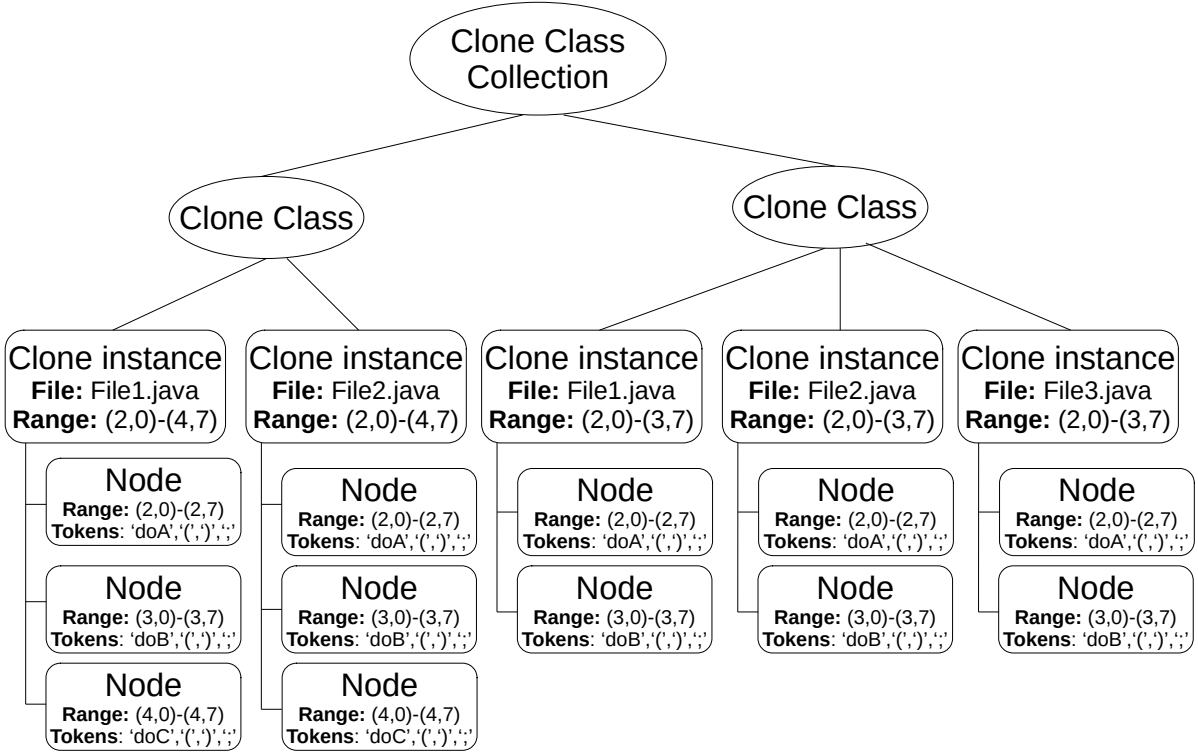 Clone Class
Collection
Clone Class
Clone Class
Clone instance
File: File1.java
Range: (2,0)-(4,7)
Clone instance
File: File2.java
Range: (2,0)-(4,7)
Clone instance
File: File1.java
Range: (2,0)-(3,7)
Clone instance
File: File2.java
Range: (2,0)-(3,7)
Clone instance
File: File3.java
Range: (2,0)-(3,7)
Node
Range: (2,0)-(2,7)
Tokens: ‘doA’,‘(’,‘)’,‘;’
Node
Range: (3,0)-(3,7)
Tokens: ‘doB’,‘(’,‘)’,‘;’
Node
Range: (4,0)-(4,7)
Tokens: ‘doC’,‘(’,‘)’,‘;’
Node
Range: (2,0)-(2,7)
Tokens: ‘doA’,‘(’,‘)’,‘;’
Node
Range: (3,0)-(3,7)
Tokens: ‘doB’,‘(’,‘)’,‘;’
Node
Range: (4,0)-(4,7)
Tokens: ‘doC’,‘(’,‘)’,‘;’
Node
Range: (2,0)-(2,7)
Tokens: ‘doA’,‘(’,‘)’,‘;’
Node
Range: (3,0)-(3,7)
Tokens: ‘doB’,‘(’,‘)’,‘;’
Node
Range: (2,0)-(2,7)
Tokens: ‘doA’,‘(’,‘)’,‘;’
Node
Range: (3,0)-(3,7)
Tokens: ‘doB’,‘(’,‘)’,‘;’
Node
Range: (2,0)-(2,7)
Tokens: ‘doA’,‘(’,‘)’,‘;’
Node
Range: (3,0)-(3,7)
Tokens: ‘doB’,‘(’,‘)’,‘;’